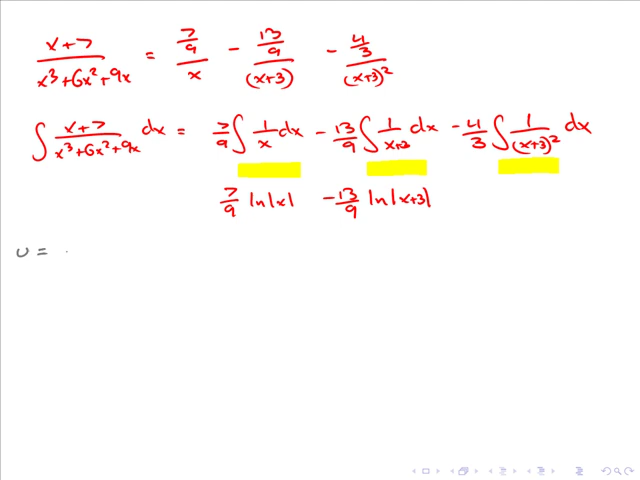 (x+7)/(x³+6x²+9x) = (7/9)/x - (13/9)/(x+3) - (4/3)/(x+3)²
∫ (x+7)/(x³+6x²+9x) dx = 7/9 ∫ 1/x dx - 13/9 ∫ 1/(x+3) dx - 4/3 ∫ 1/(x+3)² dx
7/9 ln|x| - 13/9 ln|x+3|
u =